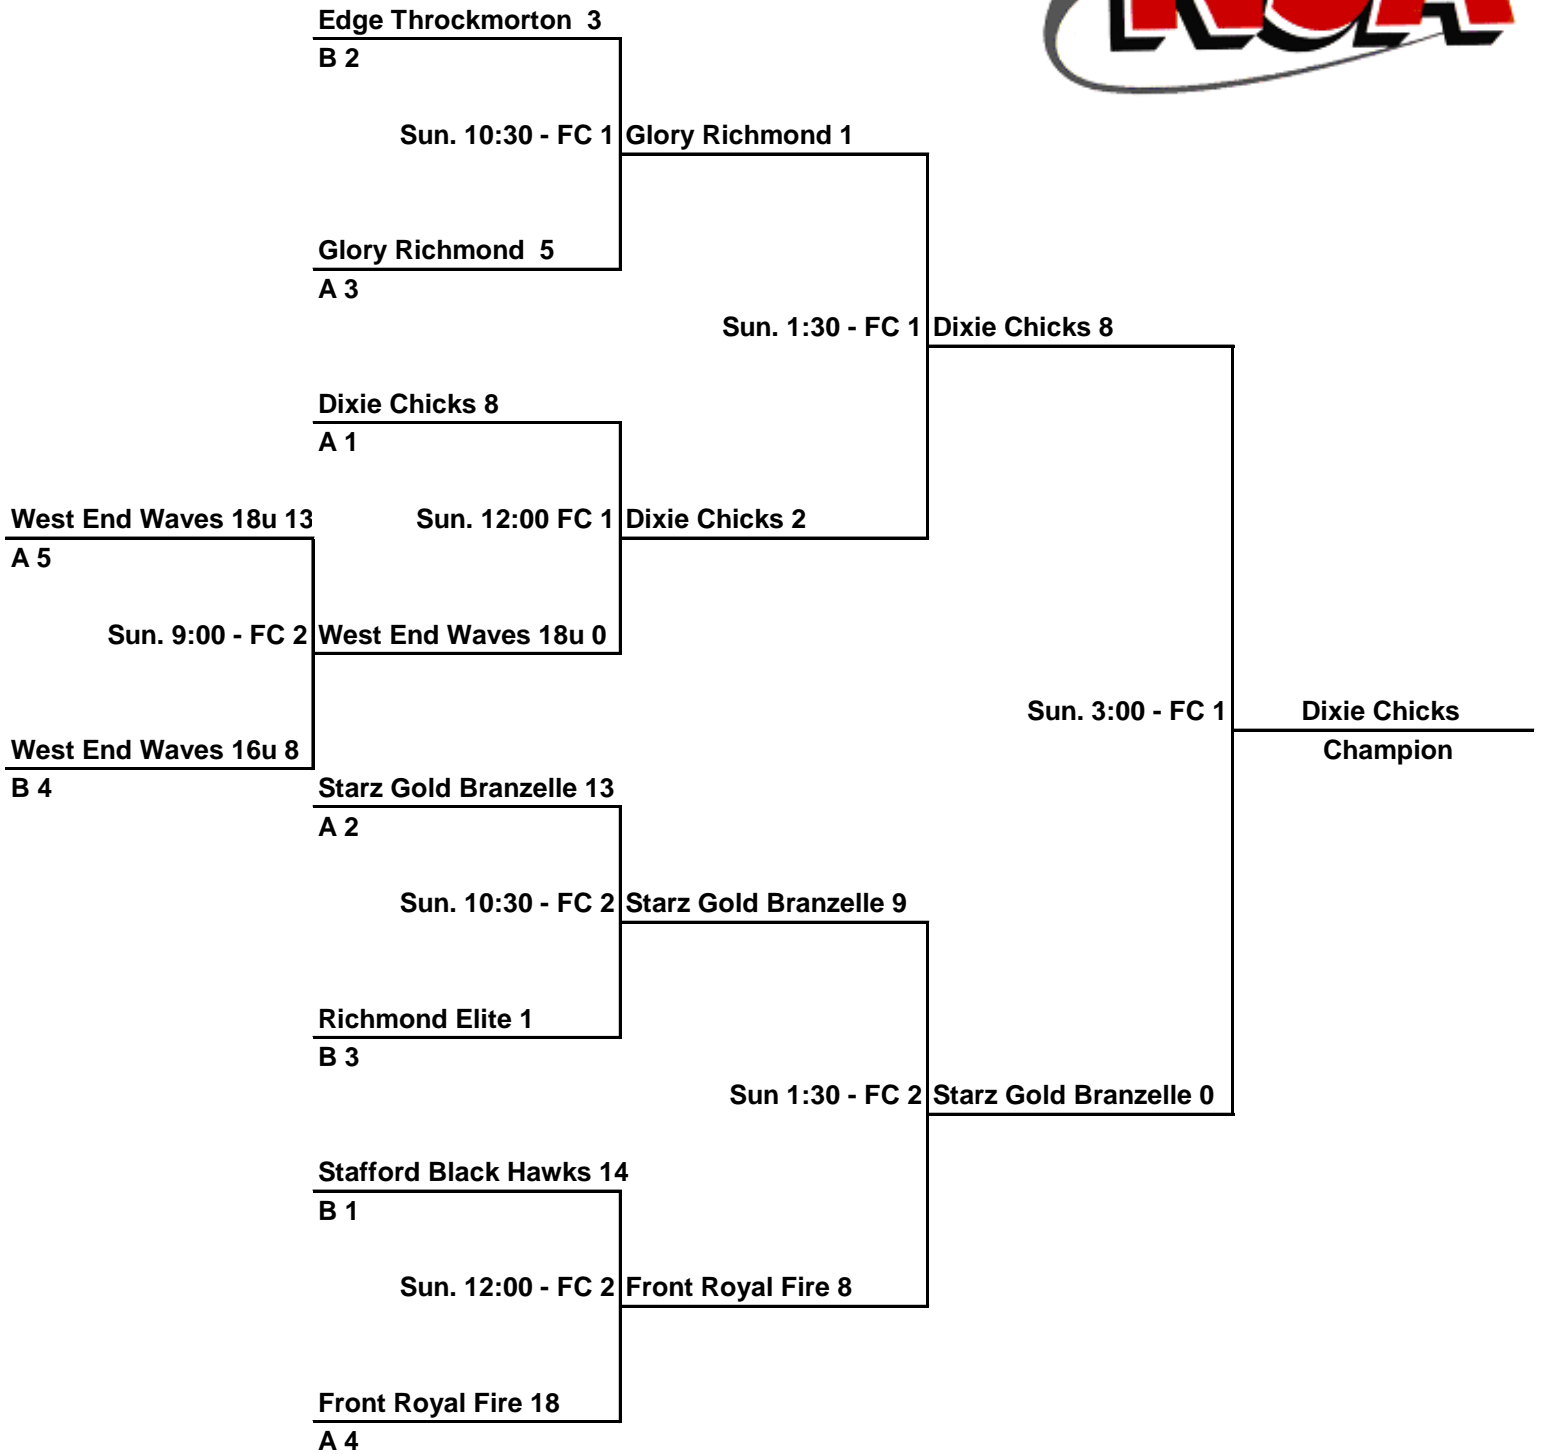 Edge Throckmorton  3
B 2
Sun. 10:30 - FC 1
Glory Richmond 1
Glory Richmond  5
A 3
Sun. 1:30 - FC 1
Dixie Chicks 8
Dixie Chicks 8
A 1
West End Waves 18u 13
Sun. 12:00 FC 1
Dixie Chicks 2
A 5
Sun. 9:00 - FC 2
West End Waves 18u 0
Sun. 3:00 - FC 1
Dixie Chicks
West End Waves 16u 8
Champion
B 4
Starz Gold Branzelle 13
A 2
Sun. 10:30 - FC 2
Starz Gold Branzelle 9
Richmond Elite 1
B 3
Sun 1:30 - FC 2
Starz Gold Branzelle 0
Stafford Black Hawks 14
B 1
Sun. 12:00 - FC 2
Front Royal Fire 8
Front Royal Fire 18
A 4